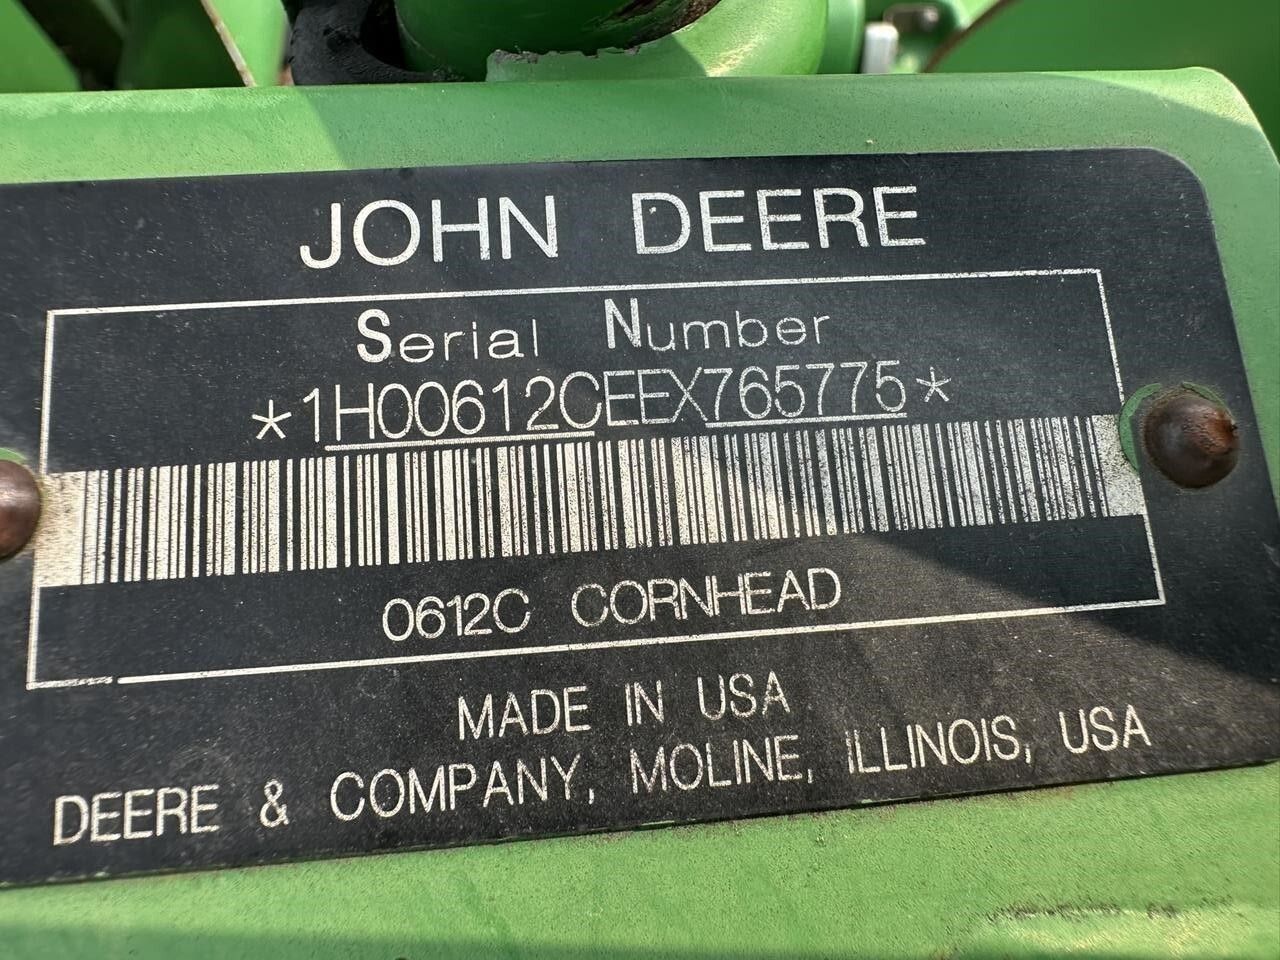 JOHN DEERE
Serial Number
*1H00612CEEX765775*
0612C CORNHEAD
MADE IN USA
DEERE & COMPANY, MOLINE, ILLINOIS, USA